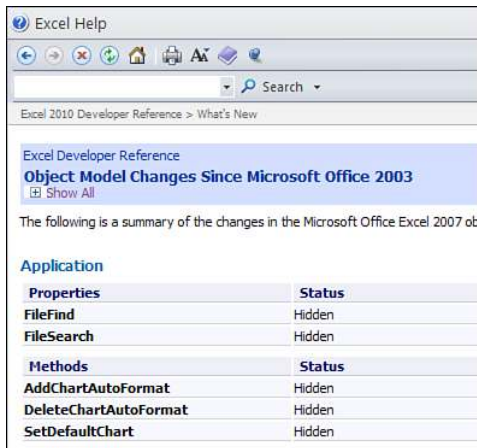 Excel Help
Search
Excel 2010 Developer Reference > What's New
Excel Developer Reference
Object Model Changes Since Microsoft Office 2003
Show All
The following is a summary of the changes in the Microsoft Office Excel 2007 ob
Application
Properties Status
FileFind Hidden
FileSearch Hidden
Methods Status
AddChartAutoFormat Hidden
DeleteChartAutoFormat Hidden
SetDefaultChart Hidden